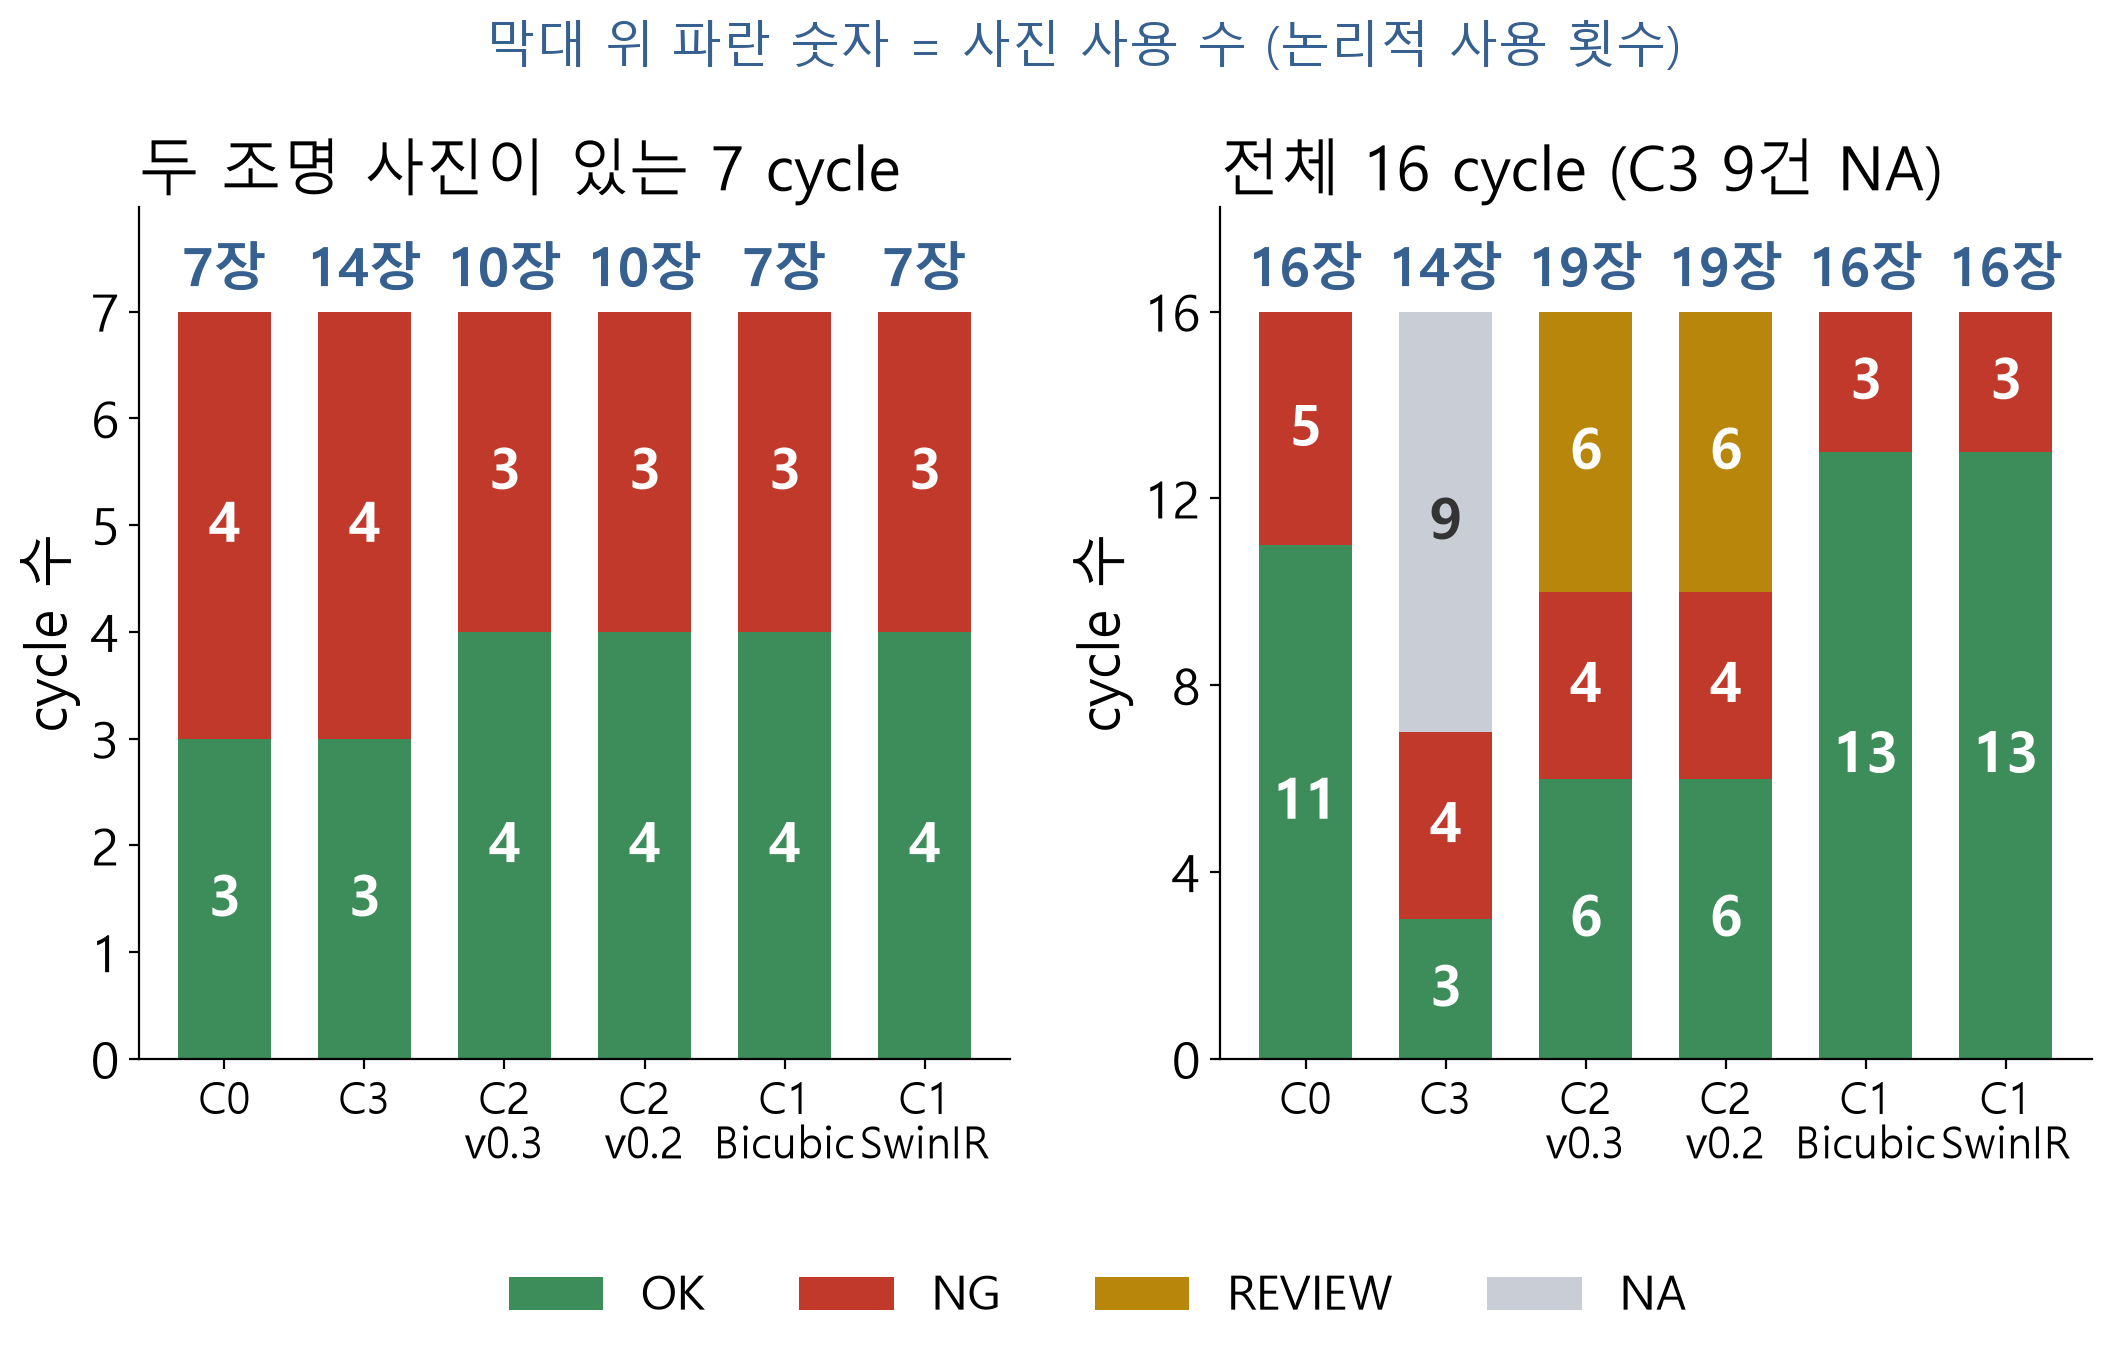 막대 위 파란 숫자 = 사진 사용 수 (논리적 사용 횟수)
두 조명 사진이 있는 7 cycle
7장 14장 10장 10장 7장 7장
cycle 수
7
6
5
4
3
2
1
0
4 4 3 3 3 3
3 3 4 4 4 4
C0 C3 C2 C2 C1 C1
v0.3 v0.2 Bicubic SwinIR
전체 16 cycle (C3 9건 NA)
16장 14장 19장 19장 16장 16장
cycle 수
16
12
8
4
0
5 9 6 6 3 3
11 4 4 4 13 13
3 6 6
C0 C3 C2 C2 C1 C1
v0.3 v0.2 Bicubic SwinIR
OK NG REVIEW NA